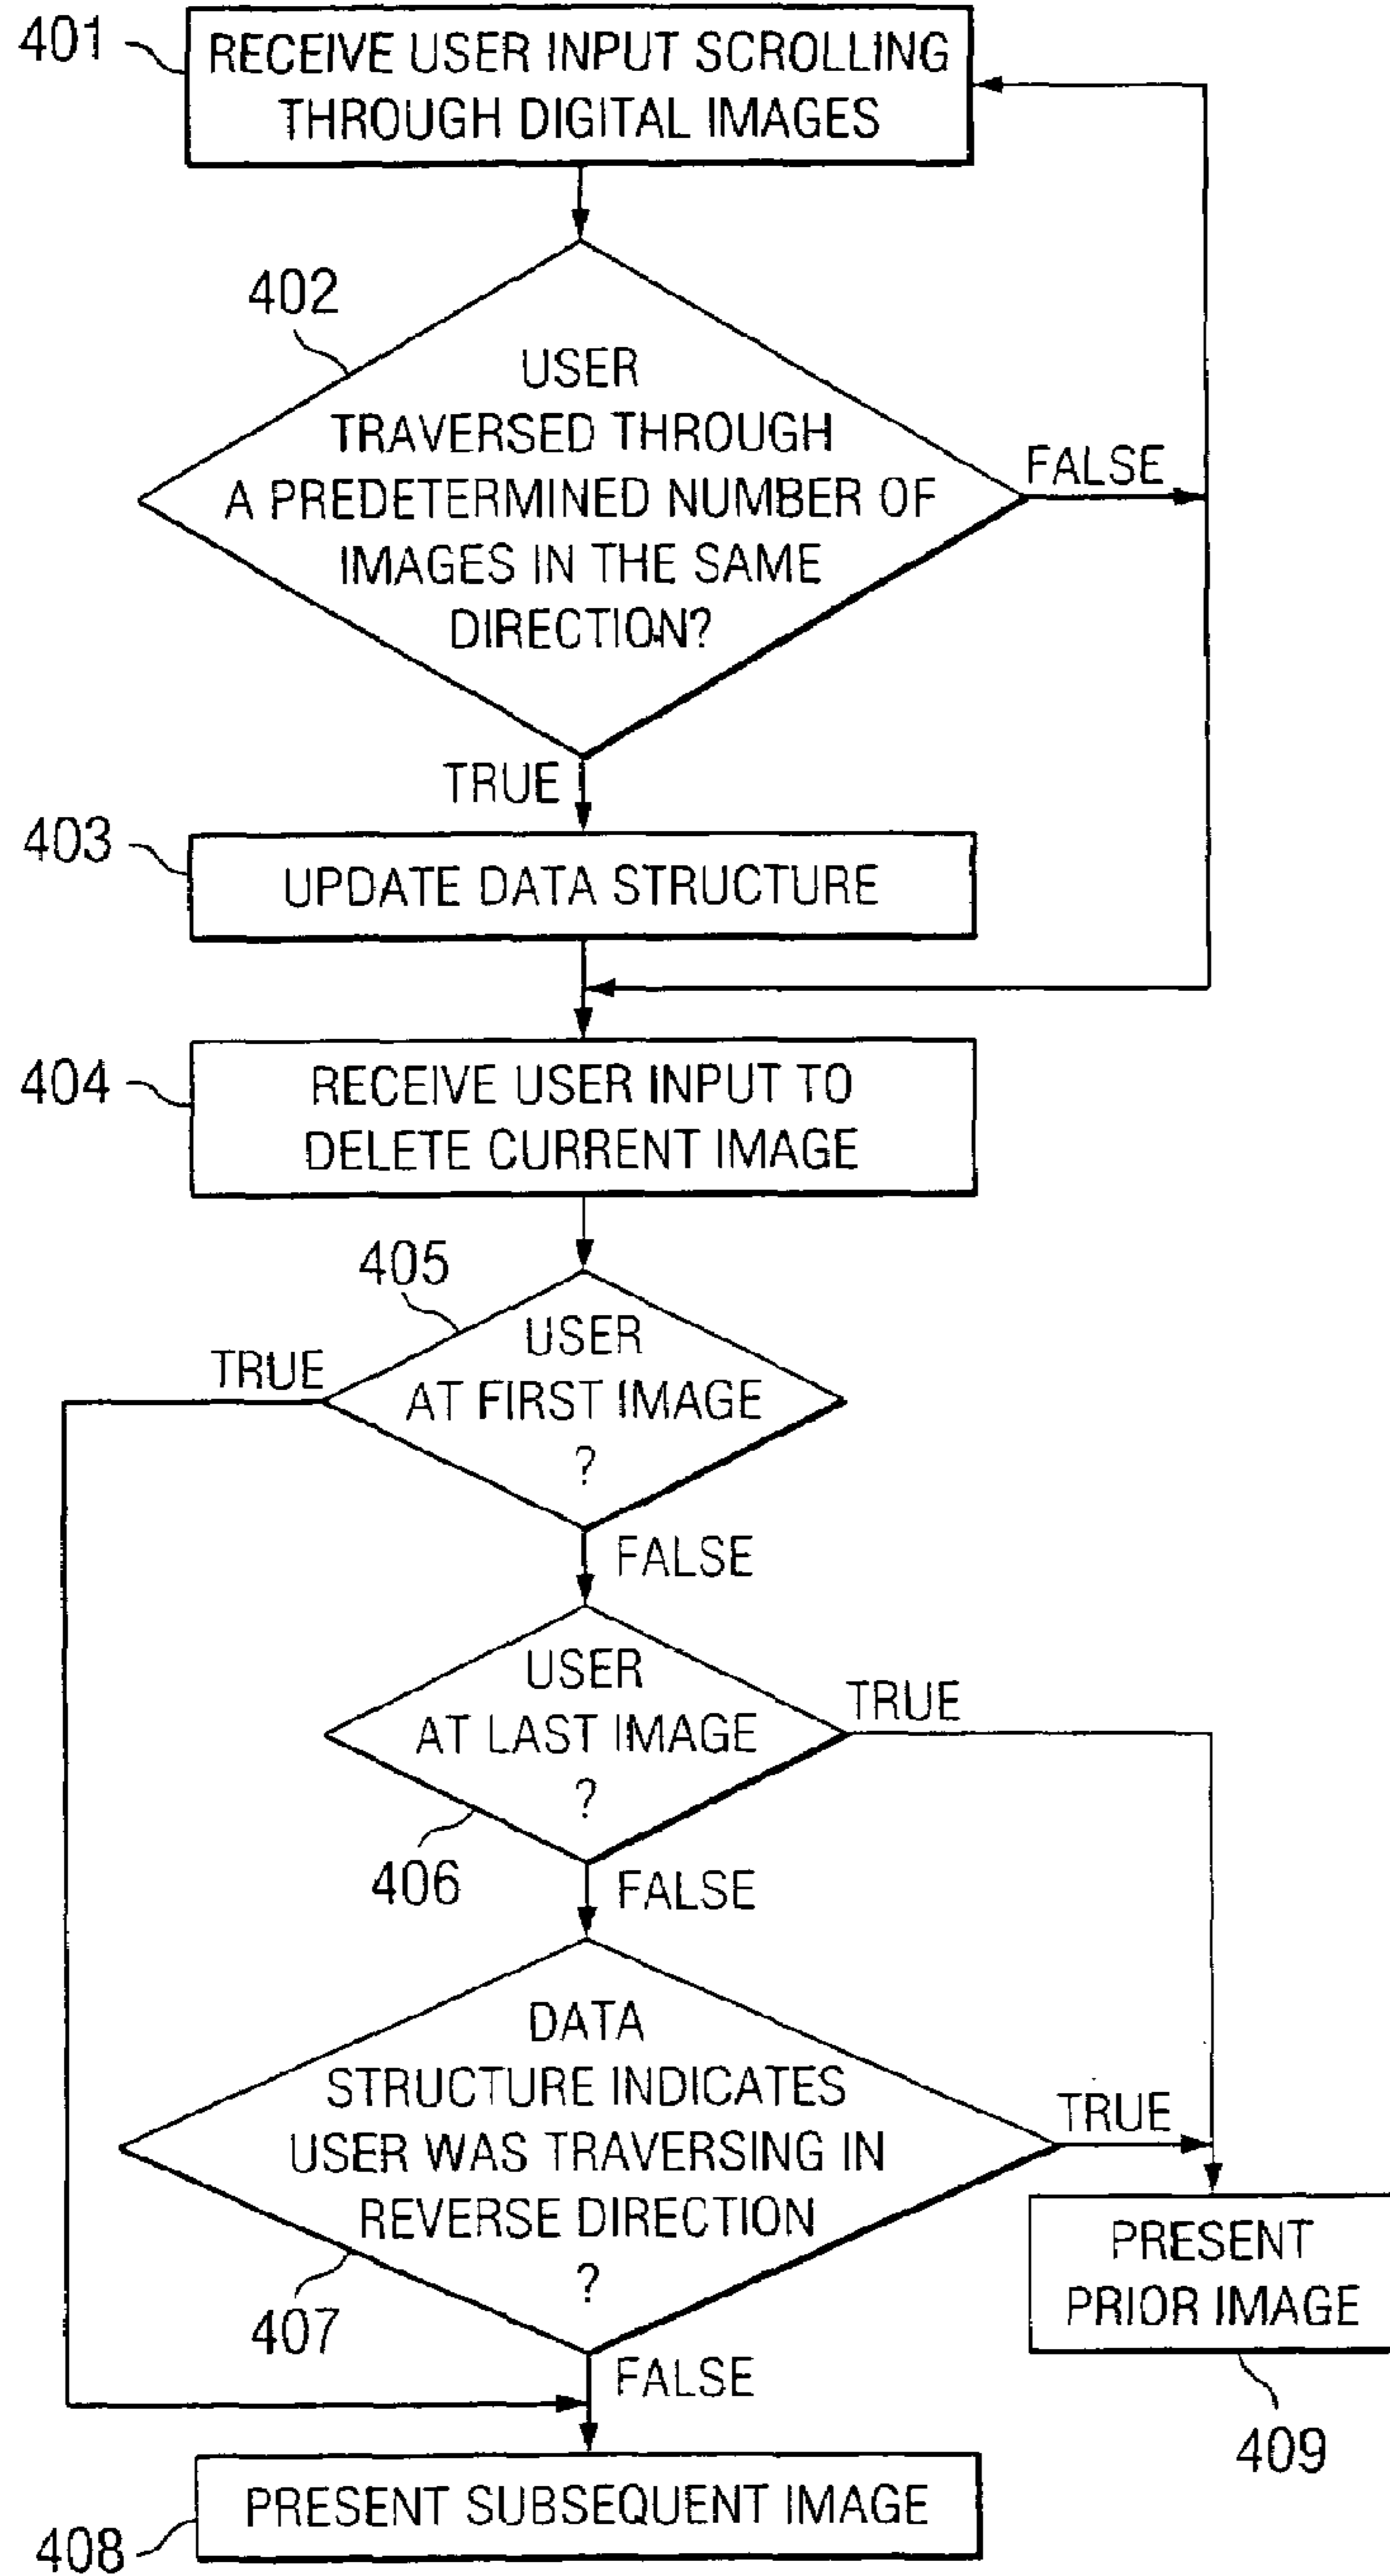 401
RECEIVE USER INPUT SCROLLING
THROUGH DIGITAL IMAGES
402
USER
TRAVERSED THROUGH
A PREDETERMINED NUMBER OF
IMAGES IN THE SAME
DIRECTION?
FALSE
TRUE
403
UPDATE DATA STRUCTURE
404
RECEIVE USER INPUT TO
DELETE CURRENT IMAGE
405
USER
AT FIRST IMAGE
?
TRUE
FALSE
USER
AT LAST IMAGE
?
TRUE
406
FALSE
DATA
STRUCTURE INDICATES
USER WAS TRAVERSING IN
REVERSE DIRECTION
?
TRUE
407
FALSE
PRESENT
PRIOR IMAGE
409
PRESENT SUBSEQUENT IMAGE
408